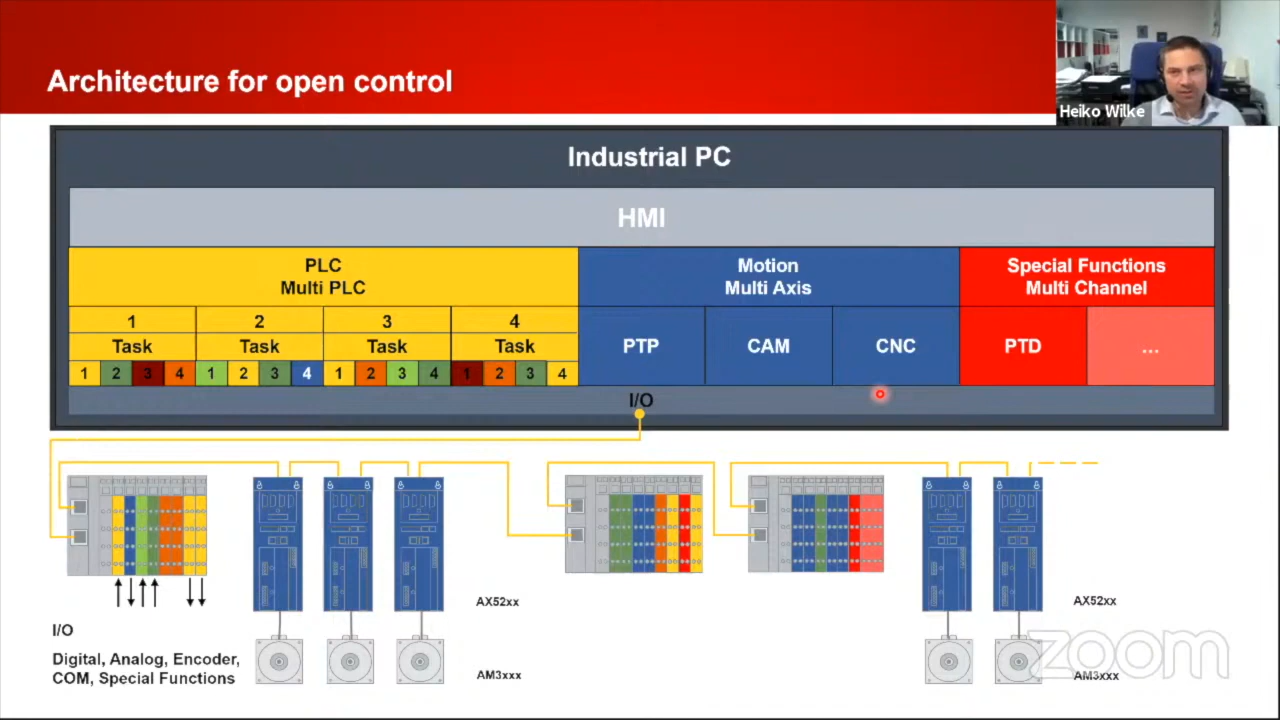 Architecture for open control
Heiko Wilke
Industrial PC
HMI
PLC
Multi PLC
Motion
Multi Axis
Special Functions
Multi Channel
1 2 3 4
Task Task Task Task
PTP CAM CNC PTD ...
1 2 3 4 1 2 3 4 1 2 3 4 1 2 3 4
I/O
AX52xx
AX52xx
I/O
Digital, Analog, Encoder,
COM, Special Functions
AM3xxx
AM3xxx
zoom